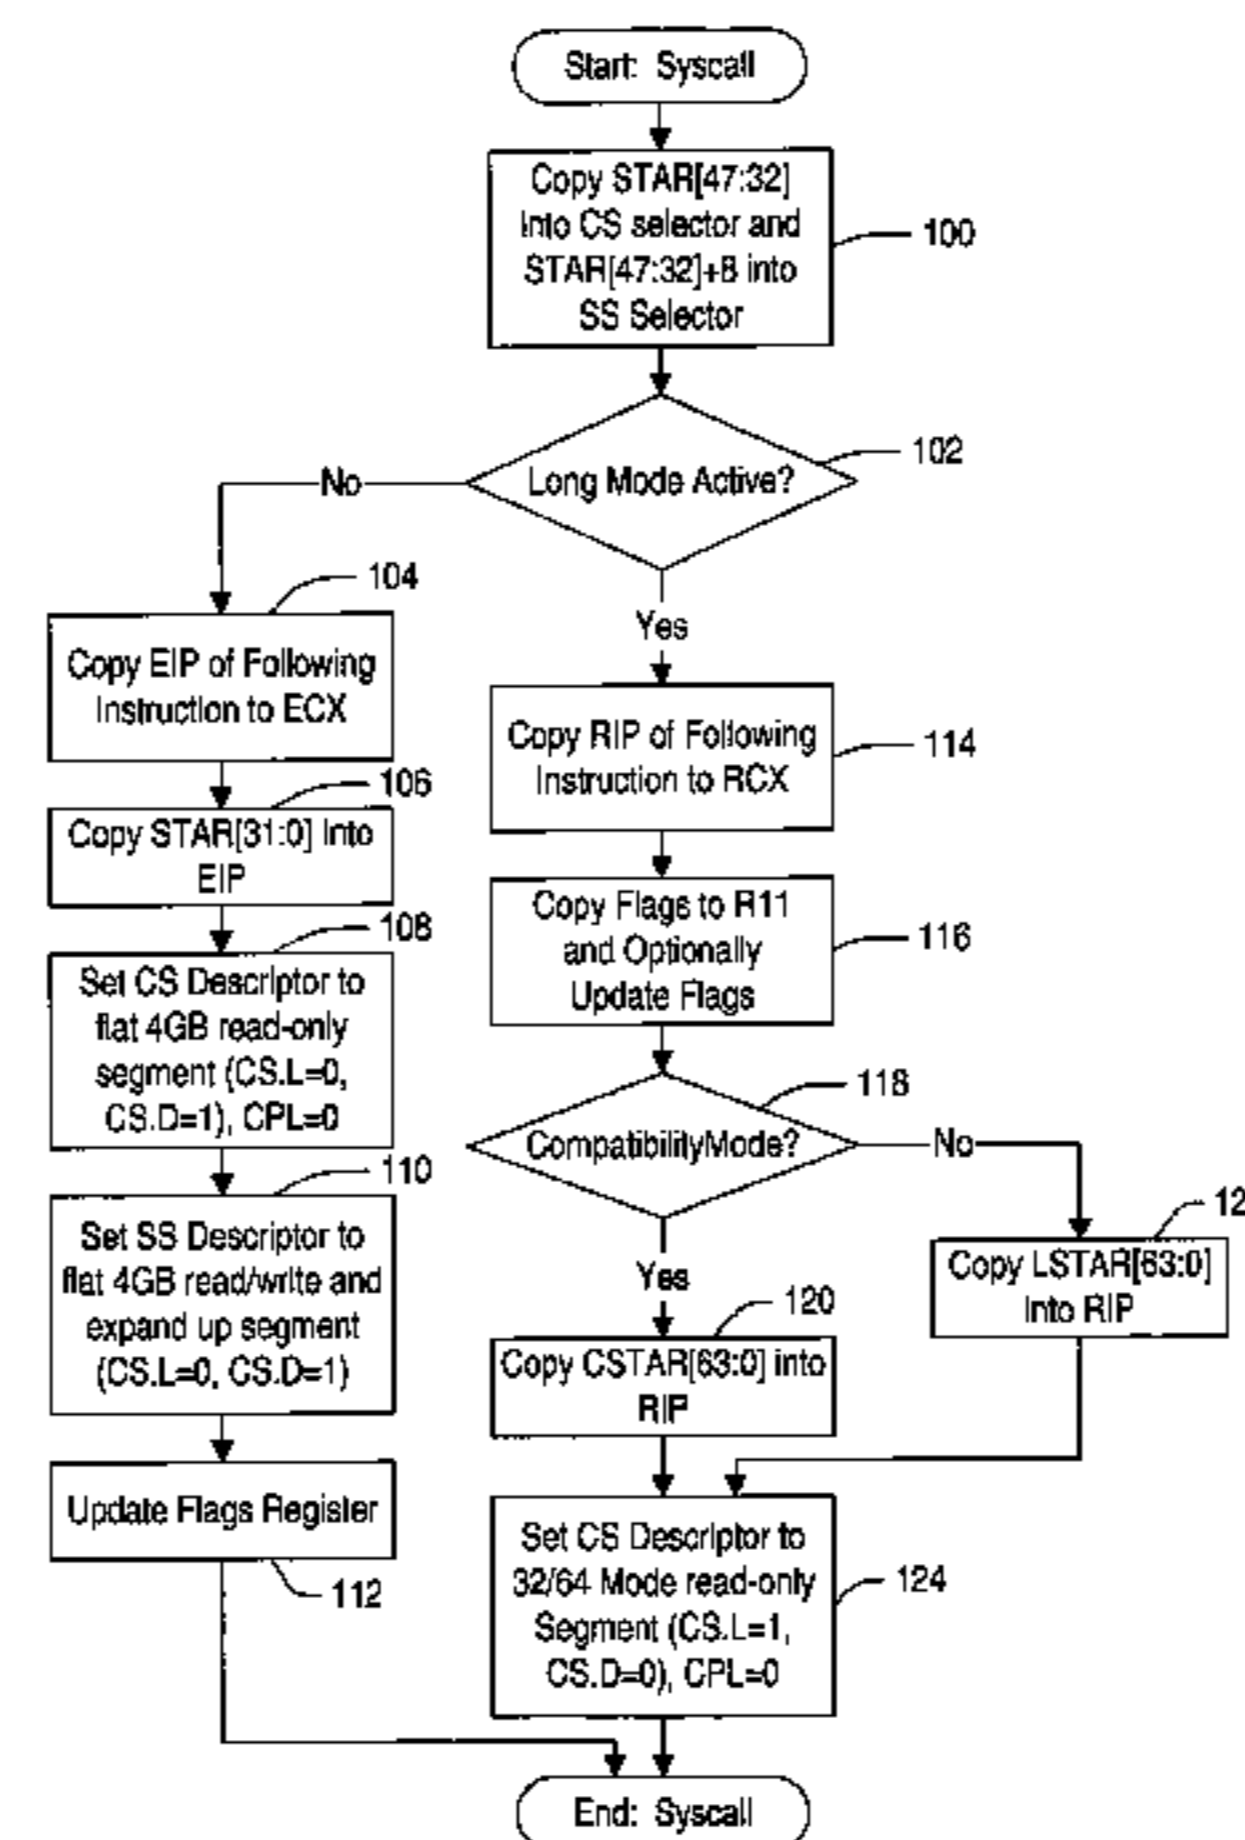 Start: Syscall
Copy STAR[47:32]
into CS selector and
STAR[47:32]+8 into
SS Selector
100
Long Mode Active?
102
No
Yes
104
Copy EIP of Following
Instruction to ECX
106
Copy STAR[31:0] into
EIP
108
Set CS Descriptor to
flat 4GB read-only
segment (CS.L=0,
CS.D=1), CPL=0
110
Set SS Descriptor to
flat 4GB read/write and
expand up segment
(CS.L=0, CS.D=1)
Update Flags Register
112
Copy RIP of Following
Instruction to RCX
114
Copy Flags to R11
and Optionally
Update Flags
116
118
CompatibilityMode?
No
Yes
12
Copy LSTAR[63:0]
into RIP
120
Copy CSTAR[63:0] into
RIP
Set CS Descriptor to
32/64 Mode read-only
Segment (CS.L=1,
CS.D=0), CPL=0
124
End: Syscall